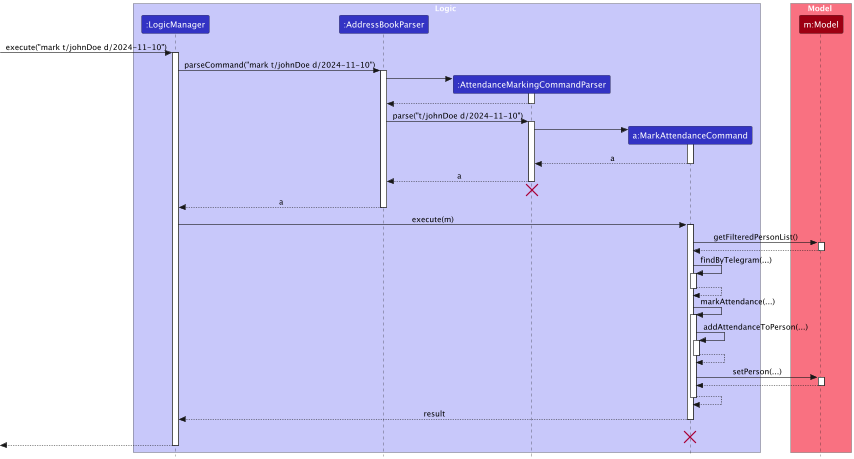 Logic
Model
:LogicManager
:AddressBookParser
m:Model
execute("mark t/johnDoe d/2024-11-10")
parseCommand("mark t/johnDoe d/2024-11-10")
:AttendanceMarkingCommandParser
parse("t/johnDoe d/2024-11-10")
a:MarkAttendanceCommand
a
a
a
execute(m)
getFilteredPersonList()
findByTelegram(...)
markAttendance(...)
addAttendanceToPerson(...)
setPerson(...)
result